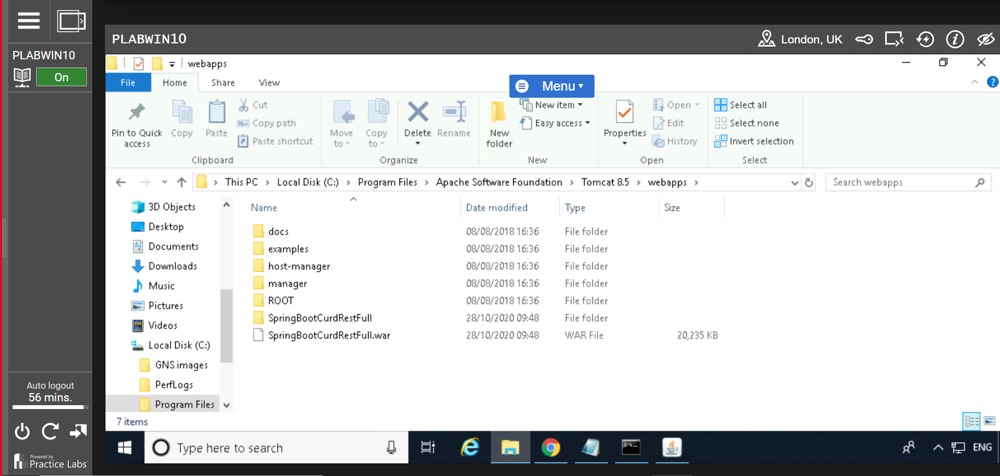 PLABWIN10
On
Auto logout
56 mins.
Powered by
Practice Labs
PLABWIN10
London, UK
webapps
Menu
File Home Share View
Pin to Quick access
Copy
Paste
Cut
Copy path
Paste shortcut
Clipboard
Move to
Copy to
Delete
Rename
Organize
New folder
New item
Easy access
New
Properties
Open
Edit
History
Open
Select all
Select none
Invert selection
Select
This PC > Local Disk (C:) > Program Files > Apache Software Foundation > Tomcat 8.5 > webapps >
Search webapps
3D Objects
Desktop
Documents
Downloads
Music
Pictures
Videos
Local Disk (C:)
GNS images
PerfLogs
Program Files
Name Date modified Type Size
docs 08/08/2018 16:36 File folder
examples 08/08/2018 16:36 File folder
host-manager 08/08/2018 16:36 File folder
manager 08/08/2018 16:36 File folder
ROOT 08/08/2018 16:36 File folder
SpringBootCurdRestFull 28/10/2020 09:48 File folder
SpringBootCurdRestFull.war 28/10/2020 09:48 WAR File 20,235 KB
7 items
Type here to search
ENG